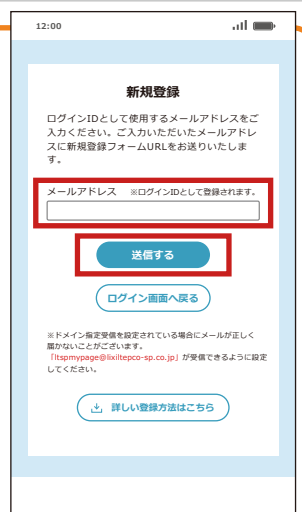 12:00
新規登録
ログインIDとして使用するメールアドレスをご
入力ください。ご入力いただいたメールアドレ
スに新規登録フォームURLをお送りいたしま
す。
メールアドレス ※ログインIDとして登録されます。
送信する
ログイン画面へ戻る
※ドメイン指定受信を設定されている場合にメールが正しく
届かないことがございます。
「ltspmypage@lixiltepco-sp.co.jp」が受信できるように設定
してください。
詳しい登録方法はこちら